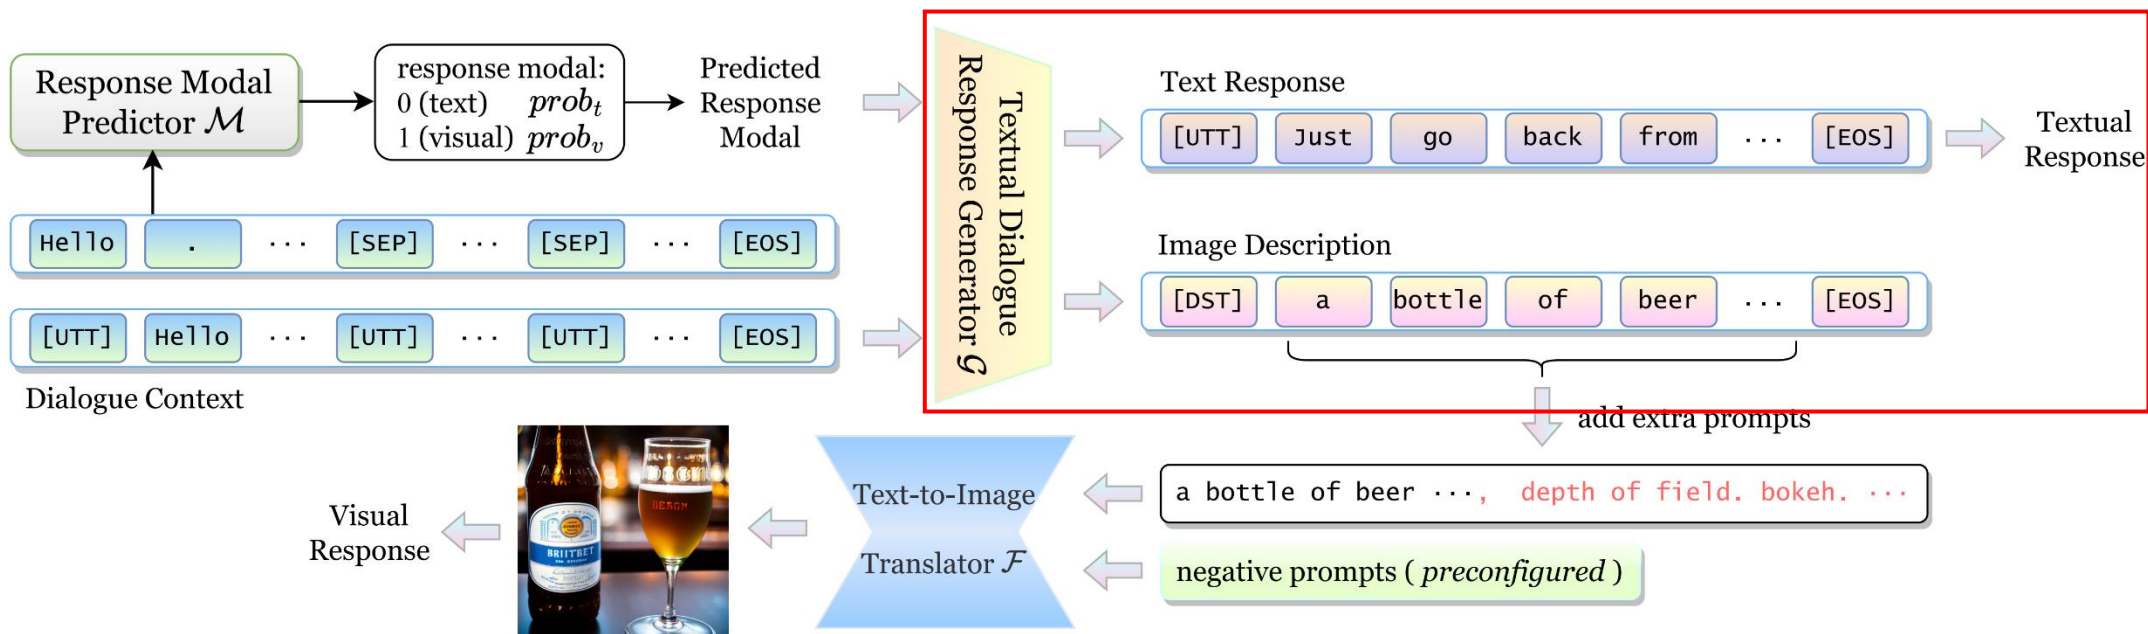 Response Modal
Predictor ℳ
response modal:
0 (text) prob_t
1 (visual) prob_v
Predicted
Response
Modal
Hello . ... [SEP] ... [SEP] ... [EOS]
[UTT] Hello ... [UTT] ... [UTT] ... [EOS]
Dialogue Context
Textual Dialogue
Response Generator 𝒢
Text Response
[UTT] Just go back from ... [EOS]
Textual
Response
Image Description
[DST] a bottle of beer ... [EOS]
add extra prompts
a bottle of beer ..., depth of field. bokeh. ...
negative prompts ( preconfigured )
Text-to-Image
Translator ℱ
BRIITBET
Visual
Response